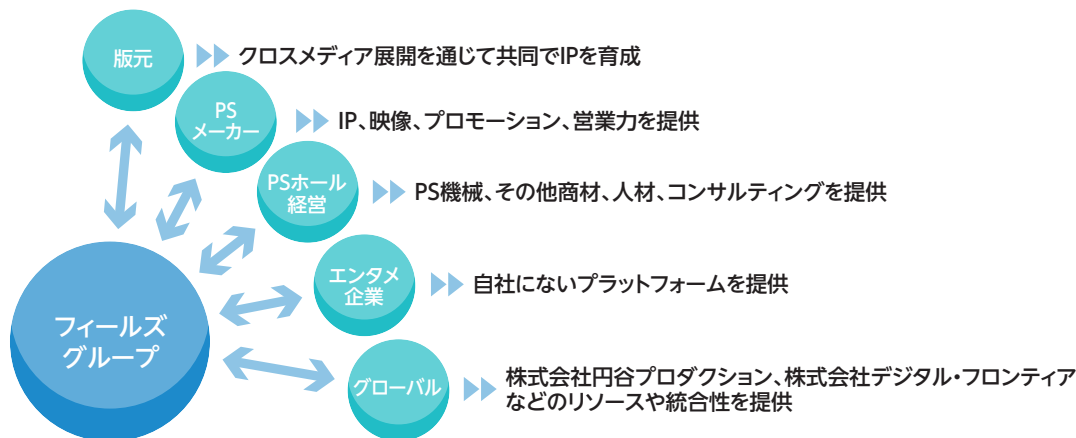 版元
クロスメディア展開を通じて共同でIPを育成
PS
メーカー
IP、映像、プロモーション、営業力を提供
PSホール
経営
PS機械、その他商材、人材、コンサルティングを提供
エンタメ
企業
自社にないプラットフォームを提供
フィールズ
グループ
グローバル
株式会社円谷プロダクション、株式会社デジタル・フロンティア
などのリソースや統合性を提供